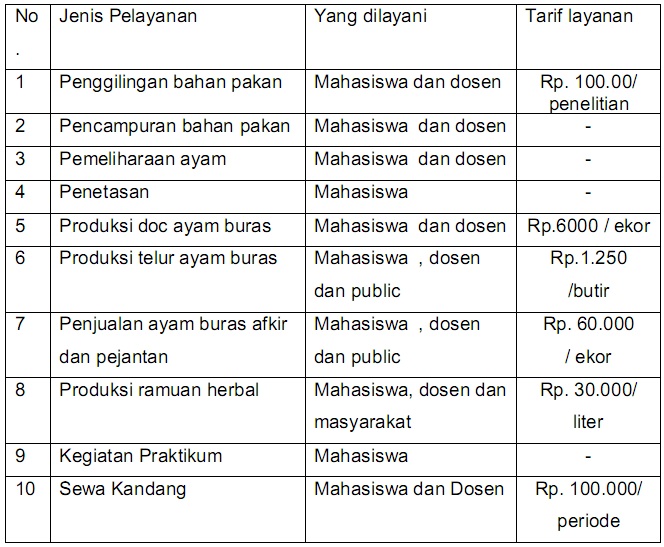 No Jenis Pelayanan Yang dilayani Tarif layanan
.
1 Penggilingan bahan pakan Mahasiswa dan dosen Rp. 100.00/
penelitian
2 Pencampuran bahan pakan Mahasiswa dan dosen -
3 Pemeliharaan ayam Mahasiswa dan dosen -
4 Penetasan Mahasiswa -
5 Produksi doc ayam buras Mahasiswa dan dosen Rp.6000 / ekor
6 Produksi telur ayam buras Mahasiswa , dosen Rp.1.250
dan public /butir
7 Penjualan ayam buras afkir Mahasiswa , dosen Rp. 60.000
dan pejantan dan public / ekor
8 Produksi ramuan herbal Mahasiswa, dosen dan Rp. 30.000/
masyarakat liter
9 Kegiatan Praktikum Mahasiswa -
10 Sewa Kandang Mahasiswa dan Dosen Rp. 100.000/
periode